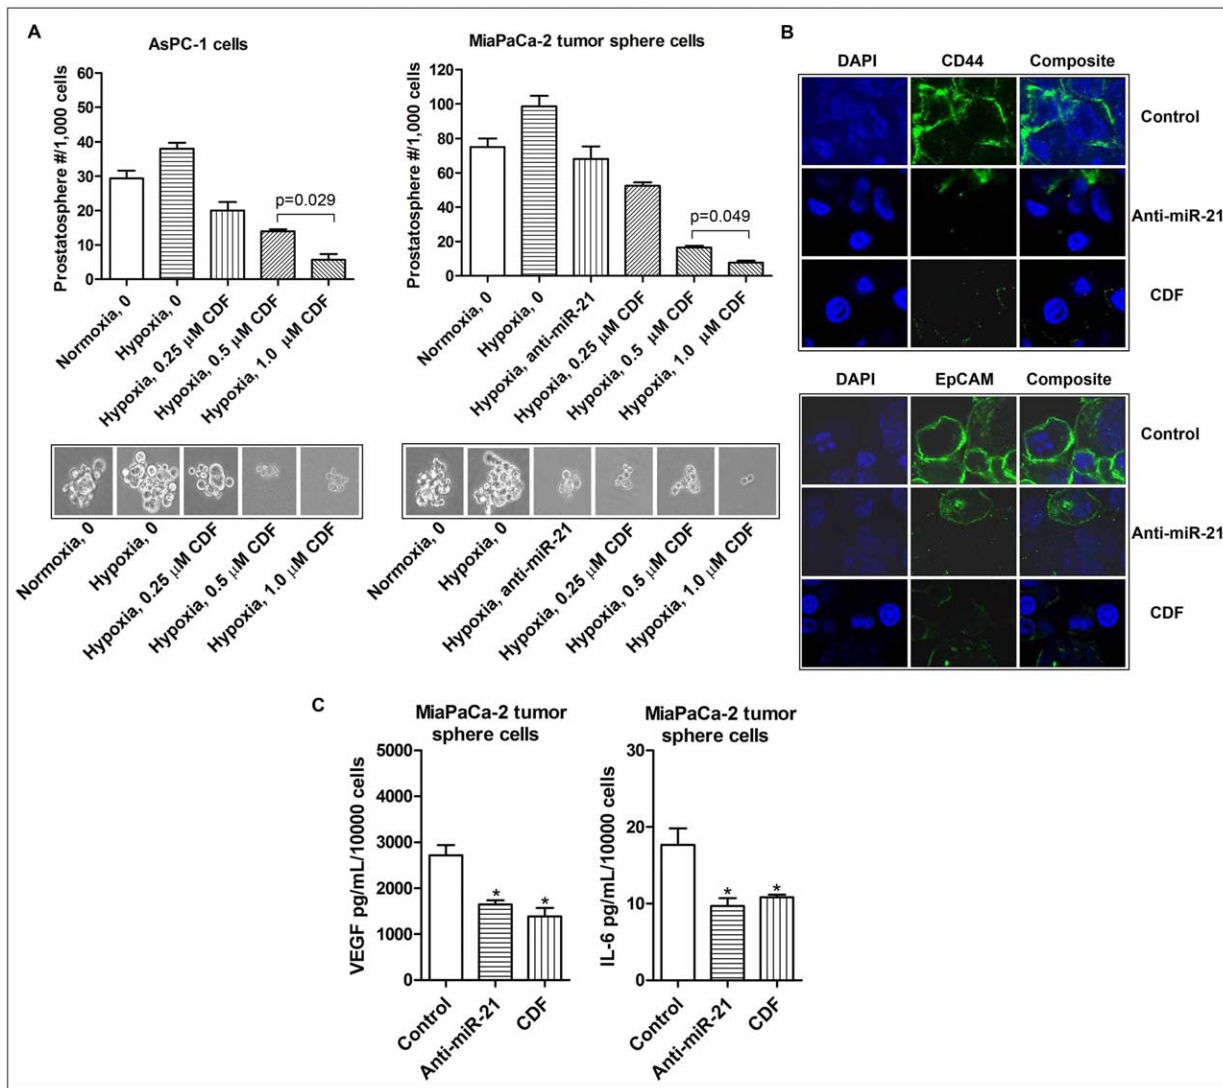 A
AsPC-1 cells
Prostatosphere #/1,000 cells
60
50
40
30
20
10
0
p=0.029
Normoxia, 0
Hypoxia, 0
Hypoxia, 0.25 μM CDF
Hypoxia, 0.5 μM CDF
Hypoxia, 1.0 μM CDF
MiaPaCa-2 tumor sphere cells
Prostatosphere #/1,000 cells
120
100
80
60
40
20
0
p=0.049
Normoxia, 0
Hypoxia, 0
Hypoxia, anti-miR-21
Hypoxia, 0.25 μM CDF
Hypoxia, 0.5 μM CDF
Hypoxia, 1.0 μM CDF
Normoxia, 0
Hypoxia, 0
Hypoxia, 0.25 μM CDF
Hypoxia, 0.5 μM CDF
Hypoxia, 1.0 μM CDF
Normoxia, 0
Hypoxia, 0
Hypoxia, anti-miR-21
Hypoxia, 0.25 μM CDF
Hypoxia, 0.5 μM CDF
Hypoxia, 1.0 μM CDF
B
DAPI CD44 Composite
Control
Anti-miR-21
CDF
DAPI EpCAM Composite
Control
Anti-miR-21
CDF
C
MiaPaCa-2 tumor
sphere cells
VEGF pg/mL/10000 cells
5000
4000
3000
2000
1000
0
*
*
Control
Anti-miR-21
CDF
MiaPaCa-2 tumor
sphere cells
IL-6 pg/mL/10000 cells
30
20
10
0
*
*
Control
Anti-miR-21
CDF